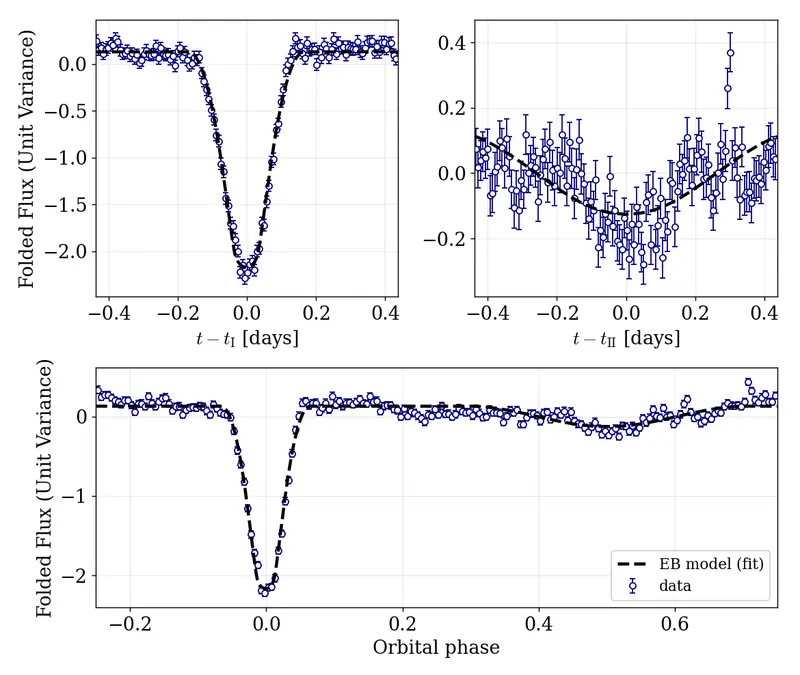 Folded Flux (Unit Variance)
0.0
−0.5
−1.0
−1.5
−2.0
−0.4 −0.2 0.0 0.2 0.4
t − tI [days]
0.4
0.2
0.0
−0.2
−0.4 −0.2 0.0 0.2 0.4
t − tII [days]
Folded Flux (Unit Variance)
0
−1
−2
−0.2 0.0 0.2 0.4 0.6
Orbital phase
EB model (fit)
data